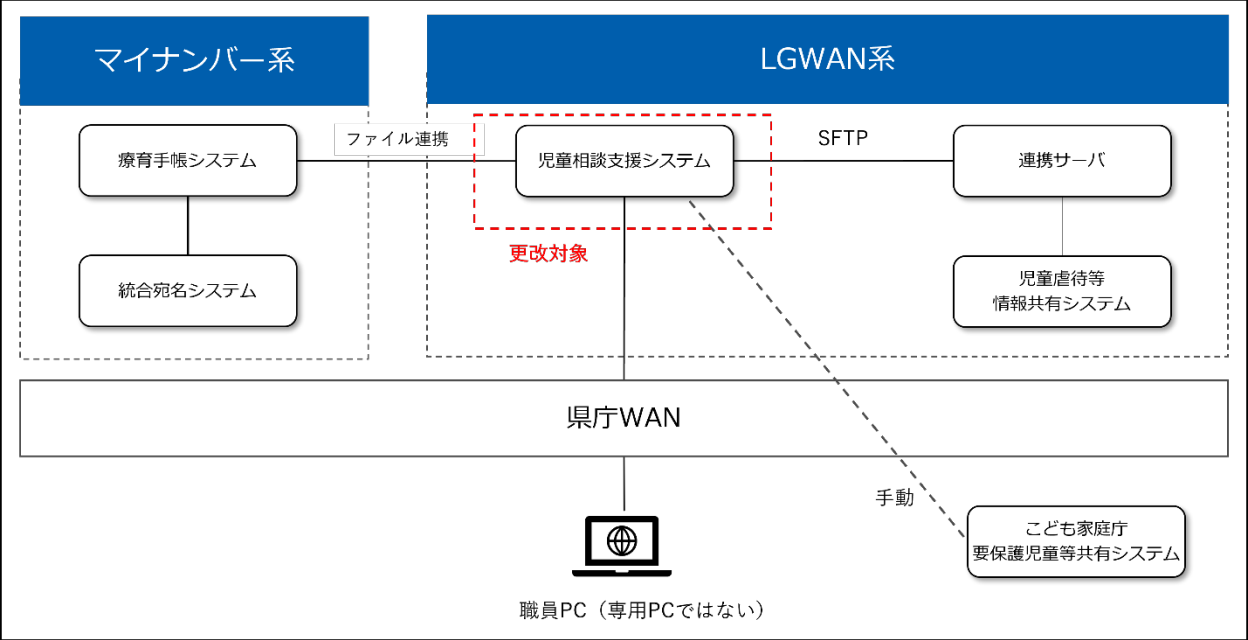 マイナンバー系
LGWAN系
療育手帳システム
ファイル連携
児童相談支援システム
SFTP
連携サーバ
更改対象
統合宛名システム
児童虐待等
情報共有システム
県庁WAN
手動
こども家庭庁
要保護児童等共有システム
職員PC（専用PCではない）